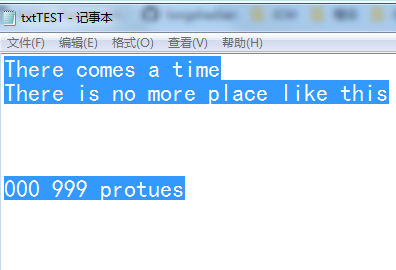 txtTEST - 记事本
文件(F) 编辑(E) 格式(O) 查看(V) 帮助(H)
There comes a time
There is no more place like this
000 999 protues